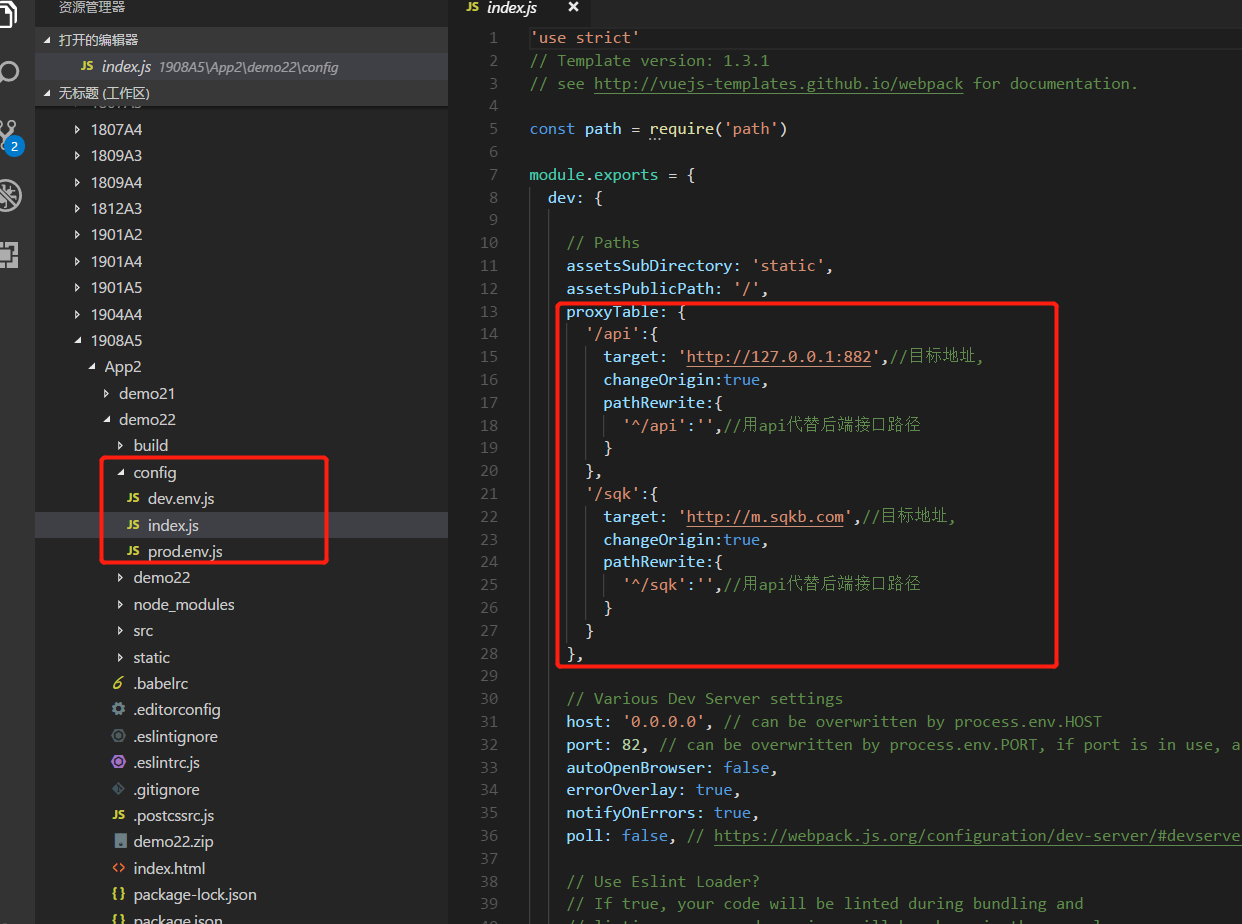 资源管理器
打开的编辑器
JS index.js 1908A5\App2\demo22\config
无标题 (工作区)
1807A4
1809A3
1809A4
1812A3
1901A2
1901A4
1901A5
1904A4
1908A5
App2
demo21
demo22
build
config
JS dev.env.js
JS index.js
JS prod.env.js
demo22
node_modules
src
static
.babelrc
.editorconfig
.eslintignore
.eslintrc.js
.gitignore
JS .postcssrc.js
demo22.zip
<> index.html
{} package-lock.json
{} package.json
2
JS index.js ×
1 'use strict'
2 // Template version: 1.3.1
3 // see http://vuejs-templates.github.io/webpack for documentation.
4
5 const path = require('path')
6
7 module.exports = {
8 dev: {
9
10 // Paths
11 assetsSubDirectory: 'static',
12 assetsPublicPath: '/',
13 proxyTable: {
14 '/api':{
15 target: 'http://127.0.0.1:882',//目标地址,
16 changeOrigin:true,
17 pathRewrite:{
18 '^/api':'',//用api代替后端接口路径
19 }
20 },
21 '/sqk':{
22 target: 'http://m.sqkb.com',//目标地址,
23 changeOrigin:true,
24 pathRewrite:{
25 '^/sqk':'',//用api代替后端接口路径
26 }
27 }
28 },
29
30 // Various Dev Server settings
31 host: '0.0.0.0', // can be overwritten by process.env.HOST
32 port: 82, // can be overwritten by process.env.PORT, if port is in use, a
33 autoOpenBrowser: false,
34 errorOverlay: true,
35 notifyOnErrors: true,
36 poll: false, // https://webpack.js.org/configuration/dev-server/#devserve
37
38 // Use Eslint Loader?
39 // If true, your code will be linted during bundling and